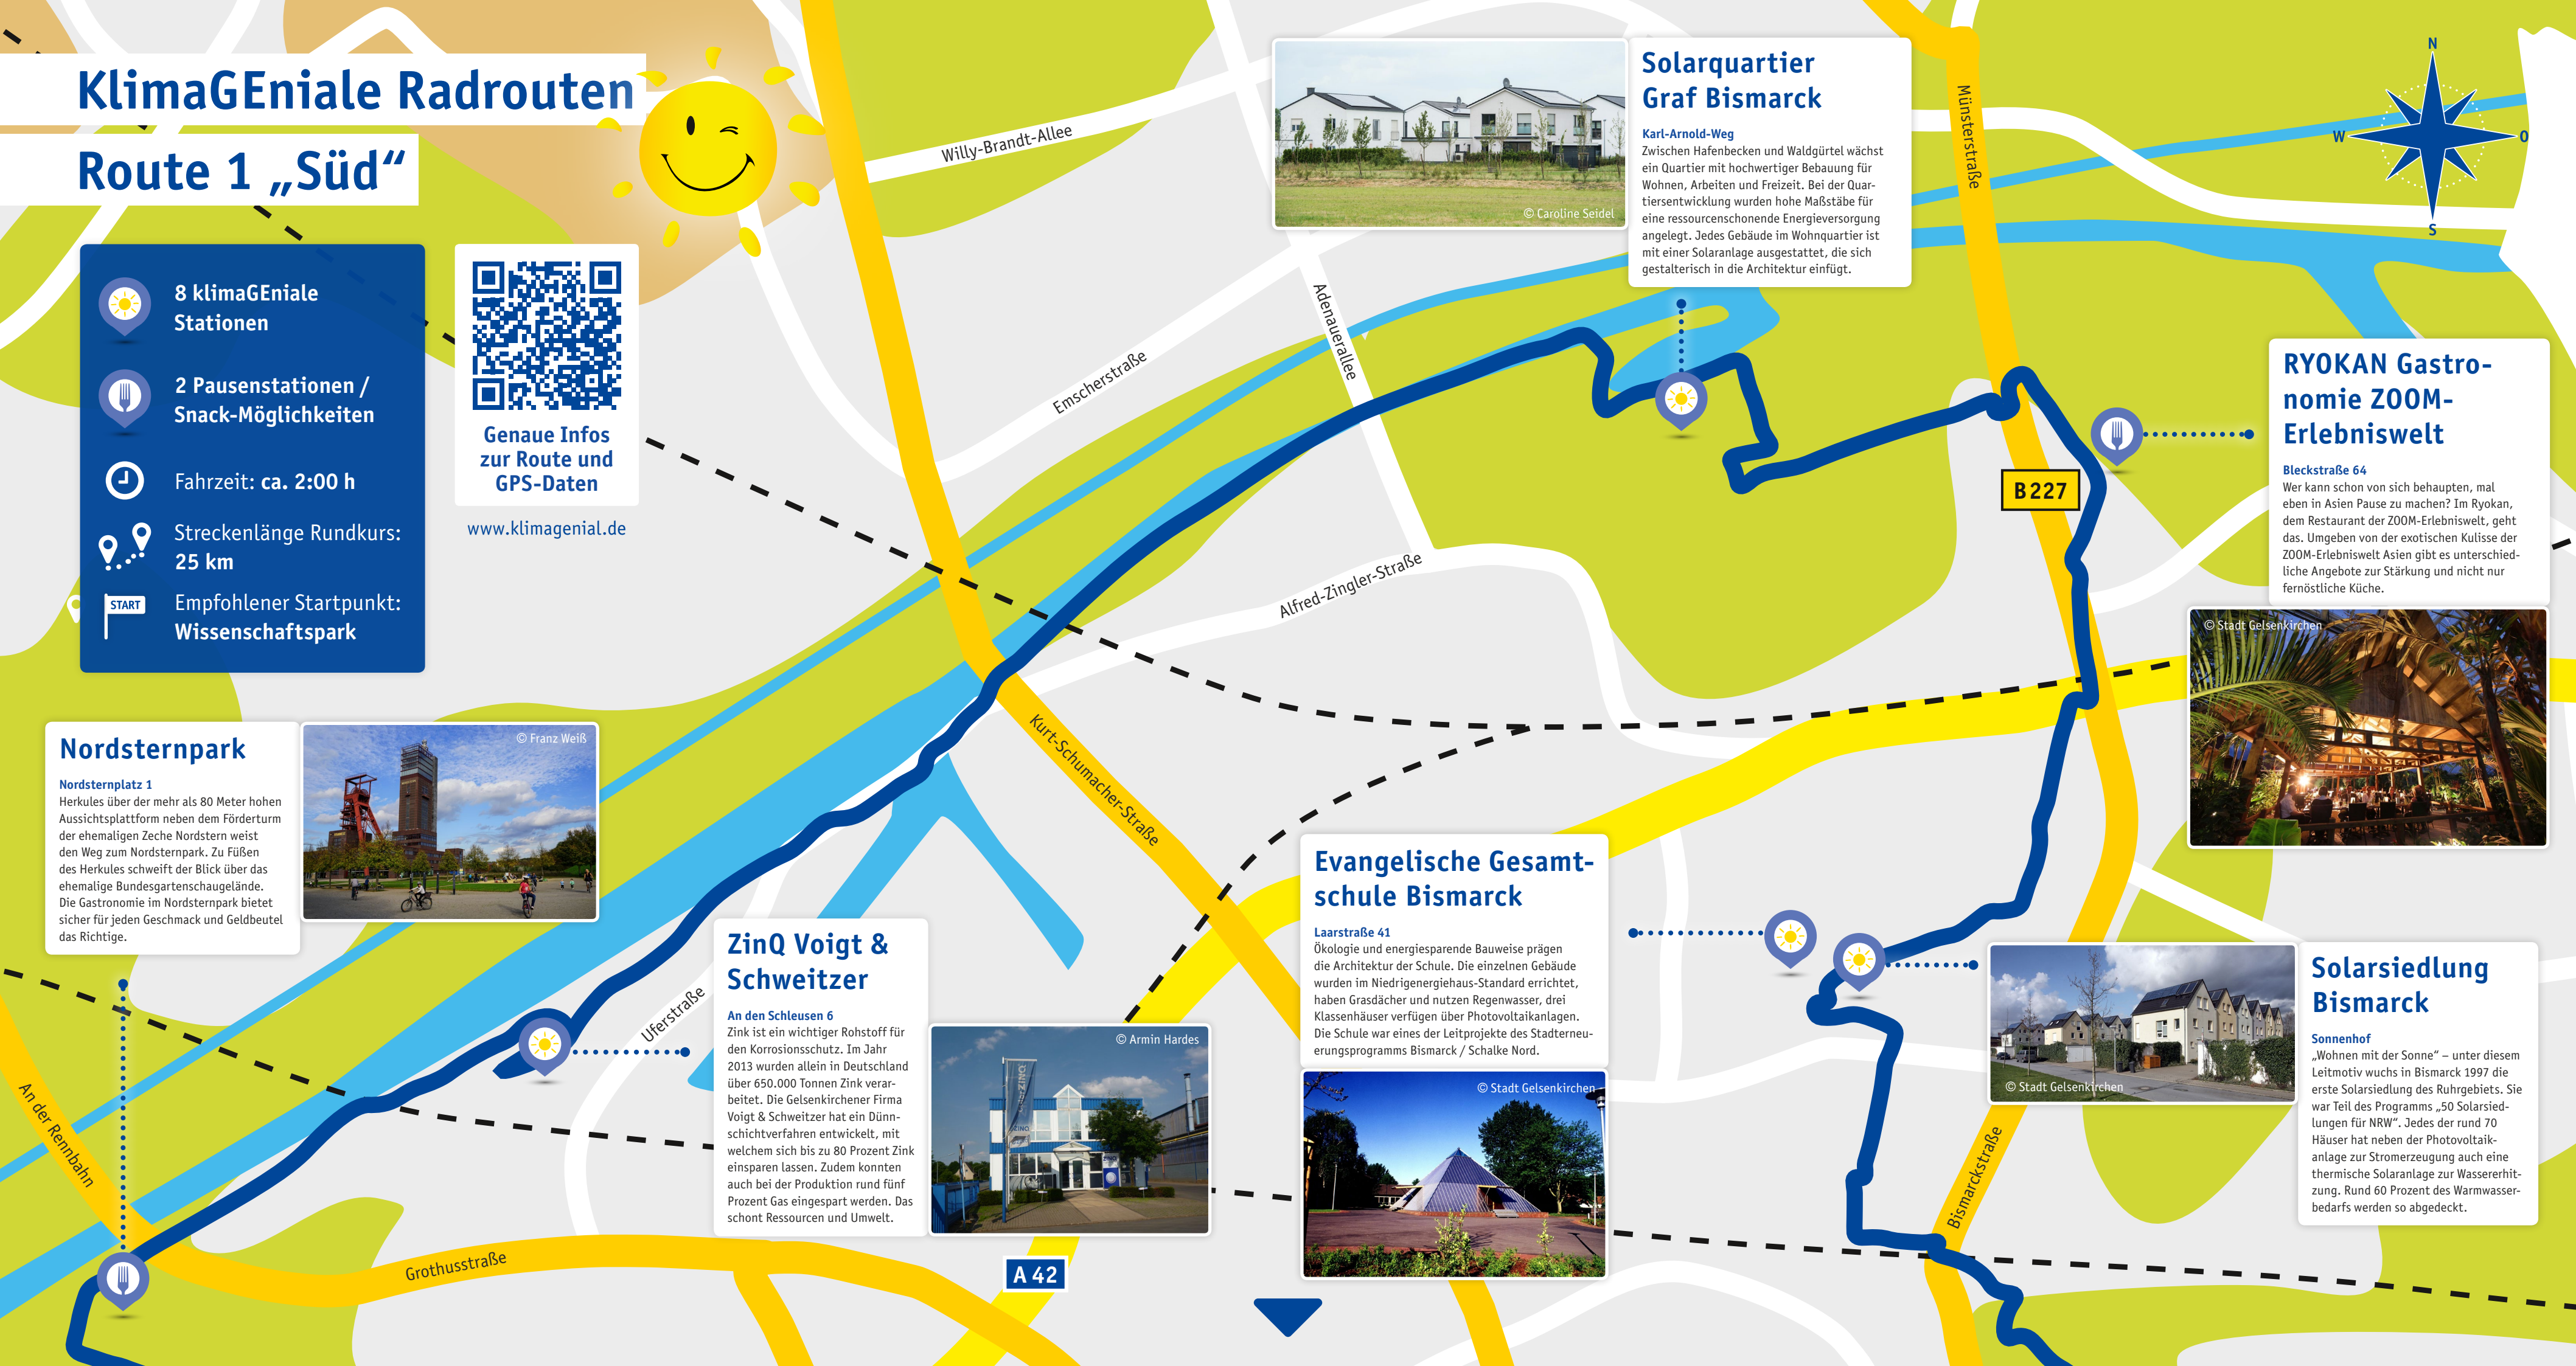 KlimaGEniale Radrouten
Route 1 „Süd“
8 klimaGEniale
Stationen
2 Pausenstationen /
Snack-Möglichkeiten
Fahrzeit: ca. 2:00 h
Streckenlänge Rundkurs:
25 km
START
Empfohlener Startpunkt:
Wissenschaftspark
Genaue Infos
zur Route und
GPS-Daten
www.klimagenial.de
Willy-Brandt-Allee
Emscherstraße
Adenauerallee
Alfred-Zingler-Straße
Kurt-Schumacher-Straße
Münsterstraße
Uferstraße
An der Rennbahn
Grothusstraße
Bismarckstraße
B 227
A 42
N
O
S
W
© Caroline Seidel
Solarquartier
Graf Bismarck
Karl-Arnold-Weg
Zwischen Hafenbecken und Waldgürtel wächst
ein Quartier mit hochwertiger Bebauung für
Wohnen, Arbeiten und Freizeit. Bei der Quar-
tiersentwicklung wurden hohe Maßstäbe für
eine ressourcenschonende Energieversorgung
angelegt. Jedes Gebäude im Wohnquartier ist
mit einer Solaranlage ausgestattet, die sich
gestalterisch in die Architektur einfügt.
RYOKAN Gastro-
nomie ZOOM-
Erlebniswelt
Bleckstraße 64
Wer kann schon von sich behaupten, mal
eben in Asien Pause zu machen? Im Ryokan,
dem Restaurant der ZOOM-Erlebniswelt, geht
das. Umgeben von der exotischen Kulisse der
ZOOM-Erlebniswelt Asien gibt es unterschied-
liche Angebote zur Stärkung und nicht nur
fernöstliche Küche.
© Stadt Gelsenkirchen
Nordsternpark
Nordsternplatz 1
Herkules über der mehr als 80 Meter hohen
Aussichtsplattform neben dem Förderturm
der ehemaligen Zeche Nordstern weist
den Weg zum Nordsternpark. Zu Füßen
des Herkules schweift der Blick über das
ehemalige Bundesgartenschaugelände.
Die Gastronomie im Nordsternpark bietet
sicher für jeden Geschmack und Geldbeutel
das Richtige.
© Franz Weiß
ZinQ Voigt &
Schweitzer
An den Schleusen 6
Zink ist ein wichtiger Rohstoff für
den Korrosionsschutz. Im Jahr
2013 wurden allein in Deutschland
über 650.000 Tonnen Zink verar-
beitet. Die Gelsenkirchener Firma
Voigt & Schweitzer hat ein Dünn-
schichtverfahren entwickelt, mit
welchem sich bis zu 80 Prozent Zink
einsparen lassen. Zudem konnten
auch bei der Produktion rund fünf
Prozent Gas eingespart werden. Das
schont Ressourcen und Umwelt.
© Armin Hardes
Evangelische Gesamt-
schule Bismarck
Laarstraße 41
Ökologie und energiesparende Bauweise prägen
die Architektur der Schule. Die einzelnen Gebäude
wurden im Niedrigenergiehaus-Standard errichtet,
haben Grasdächer und nutzen Regenwasser, drei
Klassenhäuser verfügen über Photovoltaikanlagen.
Die Schule war eines der Leitprojekte des Stadterneu-
erungsprogramms Bismarck / Schalke Nord.
© Stadt Gelsenkirchen
© Stadt Gelsenkirchen
Solarsiedlung
Bismarck
Sonnenhof
„Wohnen mit der Sonne“ – unter diesem
Leitmotiv wuchs in Bismarck 1997 die
erste Solarsiedlung des Ruhrgebiets. Sie
war Teil des Programms „50 Solarsied-
lungen für NRW“. Jedes der rund 70
Häuser hat neben der Photovoltaik-
anlage zur Stromerzeugung auch eine
thermische Solaranlage zur Wassererhit-
zung. Rund 60 Prozent des Warmwasser-
bedarfs werden so abgedeckt.